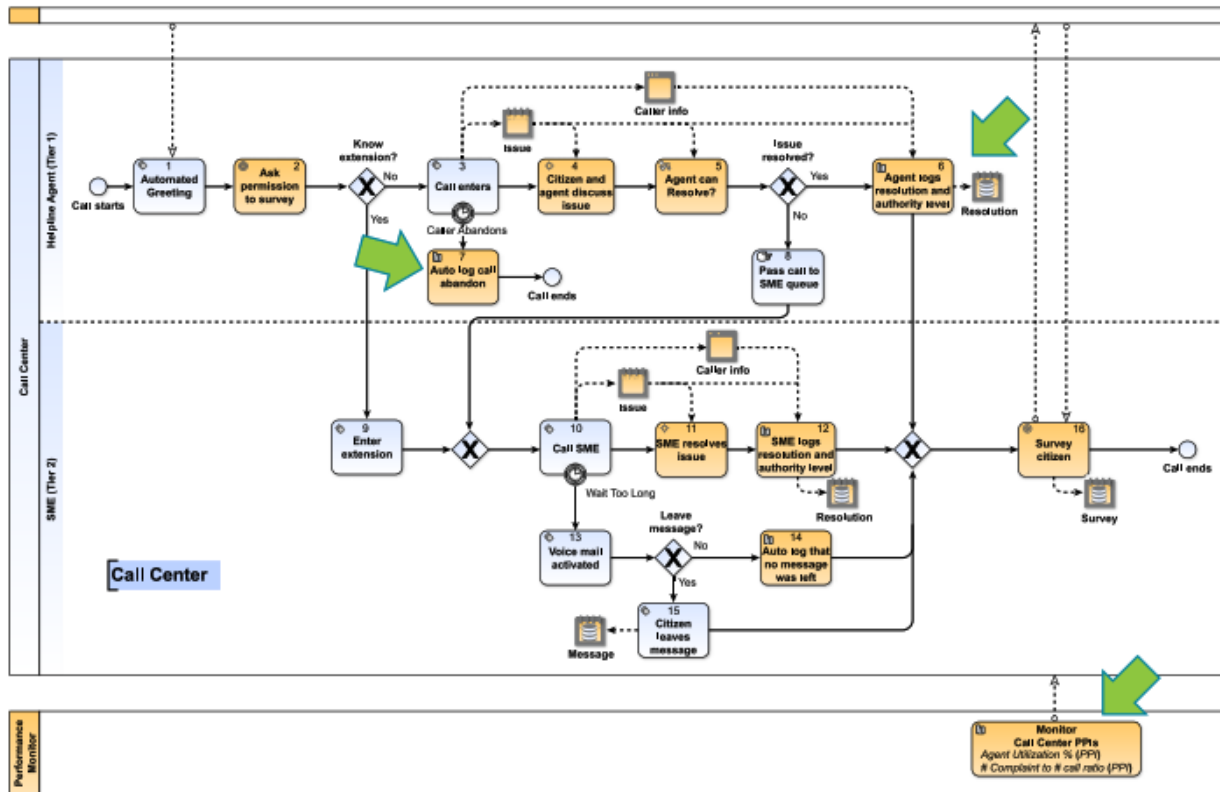 Call Center
Helpline Agent (Tier 1)
Call starts
1
Automated
Greeting
2
Ask
permission
to survey
Know
extension?
No
Yes
3
Call enters
Caller Abandons
Issue
Caller info
4
Citizen and
agent discuss
issue
5
Agent can
Resolve?
Issue
resolved?
Yes
No
6
Agent logs
resolution and
authority level
Resolution
7
Auto log call
abandon
Call ends
8
Pass call to
SME queue
SME (Tier 2)
9
Enter
extension
10
Call SME
Wait Too Long
Issue
Caller info
11
SME resolves
issue
12
SME logs
resolution and
authority level
Resolution
16
Survey
citizen
Survey
Call ends
13
Voice mail
activated
Leave
message?
No
Yes
14
Auto log that
no message
was left
15
Citizen
leaves
message
Message
Call Center
Performance
Monitor
Monitor
Call Center PPIs
Agent Utilization % (PPI)
# Complaint to # call ratio (PPI)